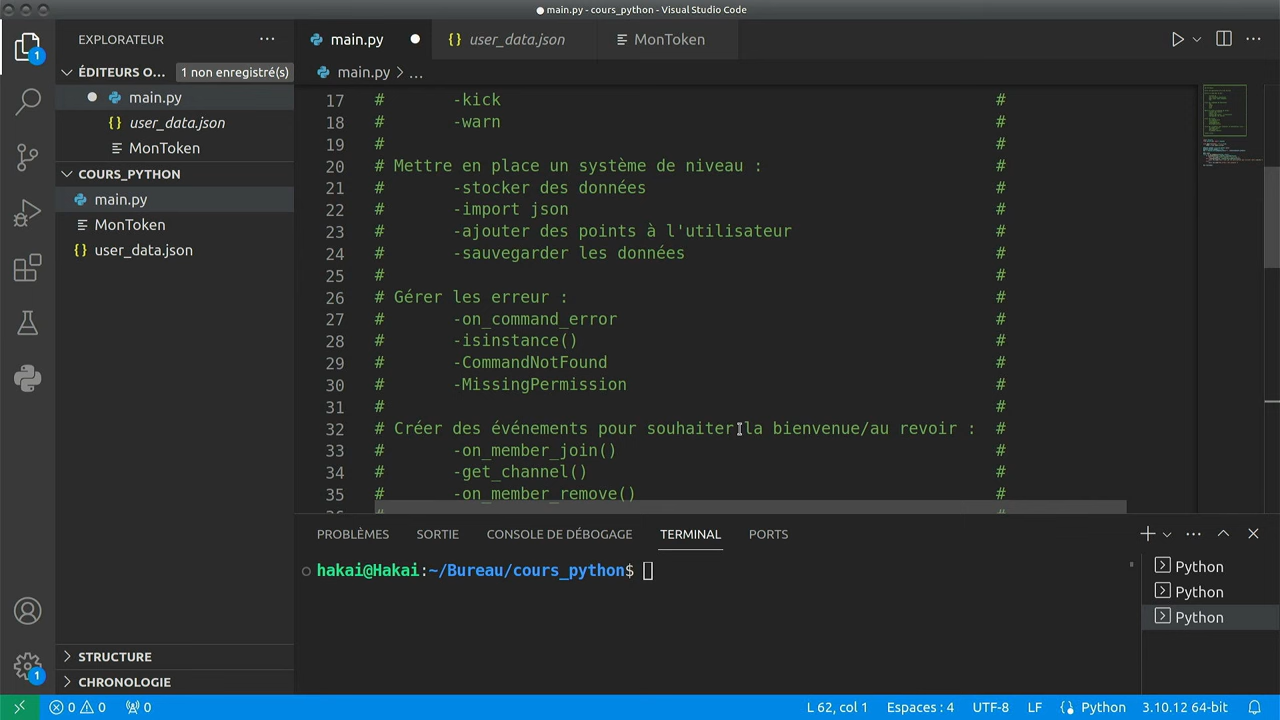 main.py - cours_python - Visual Studio Code
EXPLORATEUR
main.py
user_data.json
MonToken
ÉDITEURS O... 1 non enregistré(s)
main.py
user_data.json
MonToken
COURS_PYTHON
main.py
MonToken
user_data.json
STRUCTURE
CHRONOLOGIE
main.py > ...
17 # -kick #
18 # -warn #
19 # #
20 # Mettre en place un système de niveau : #
21 # -stocker des données #
22 # -import json #
23 # -ajouter des points à l'utilisateur #
24 # -sauvegarder les données #
25 # #
26 # Gérer les erreur : #
27 # -on_command_error #
28 # -isinstance() #
29 # -CommandNotFound #
30 # -MissingPermission #
31 # #
32 # Créer des événements pour souhaiter la bienvenue/au revoir : #
33 # -on_member_join() #
34 # -get_channel() #
35 # -on_member_remove() #
PROBLÈMES SORTIE CONSOLE DE DÉBOGAGE TERMINAL PORTS
hakai@Hakai:~/Bureau/cours_python$
Python
Python
Python
1
1
0 0 0 L 62, col 1 Espaces : 4 UTF-8 LF Python 3.10.12 64-bit